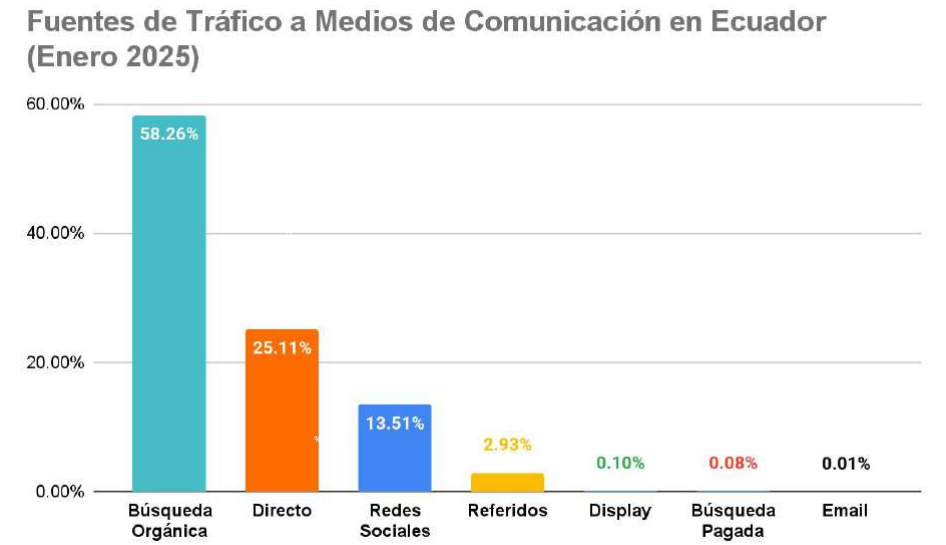 Fuentes de Tráfico a Medios de Comunicación en Ecuador
(Enero 2025)
60.00%
58.26%
40.00%
25.11%
20.00%
13.51%
%
2.93%
0.10%
0.08%
0.01%
0.00%
Búsqueda
Orgánica
Directo
Redes
Sociales
Referidos
Display
Búsqueda
Pagada
Email